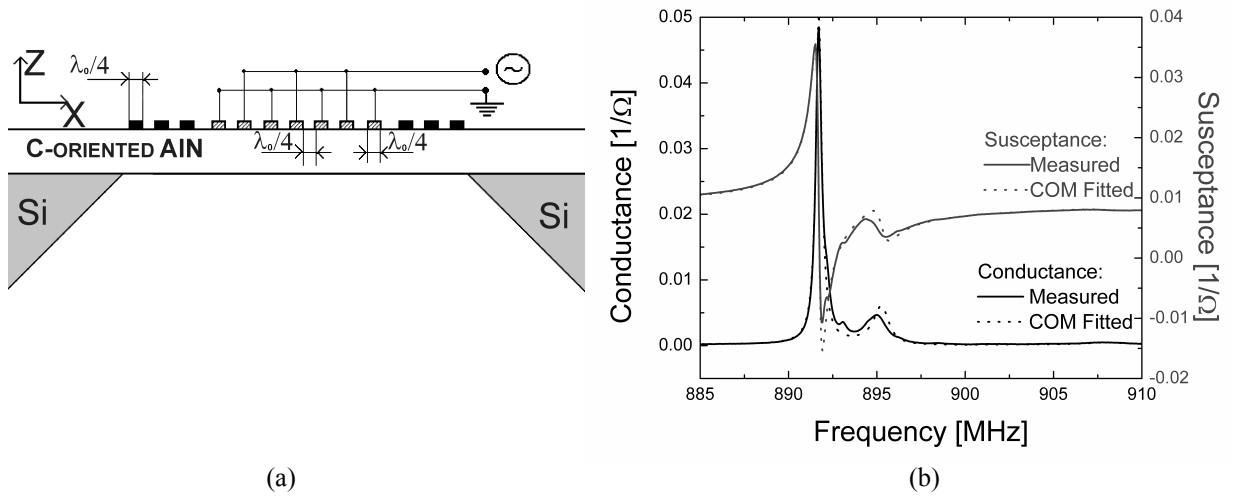 Z
λ₀/4
X
λ₀/4
λ₀/4
C-ORIENTED AlN
Si
Si
(a)
0.05
0.04
0.03
0.02
0.01
0.00
Conductance [1/Ω]
0.04
0.03
0.02
0.01
0.00
-0.01
-0.02
Susceptance [1/Ω]
Susceptance:
Measured
COM Fitted
Conductance:
Measured
COM Fitted
885 890 895 900 905 910
Frequency [MHz]
(b)